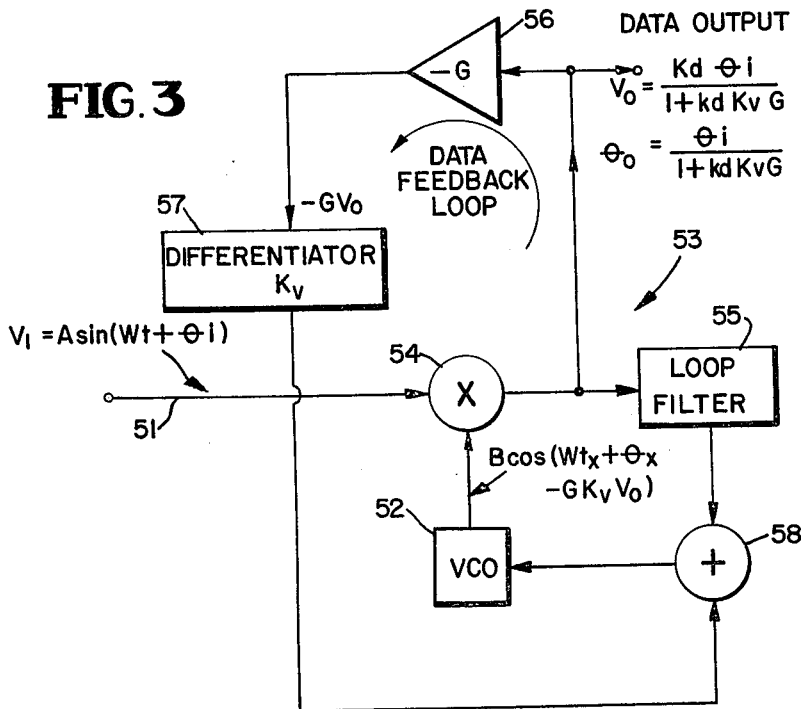 FIG. 3
56
DATA OUTPUT
-G
V₀ = Kd θi / 1+kd Kv G
θ₀ = θi / 1+kd KvG
DATA
FEEDBACK
LOOP
-GV₀
57
DIFFERENTIATOR
Kᵥ
53
V₁ = Asin(Wt+θi)
51
54
X
55
LOOP
FILTER
Bcos(Wtₓ+θₓ
-GKᵥV₀)
52
VCO
58
+